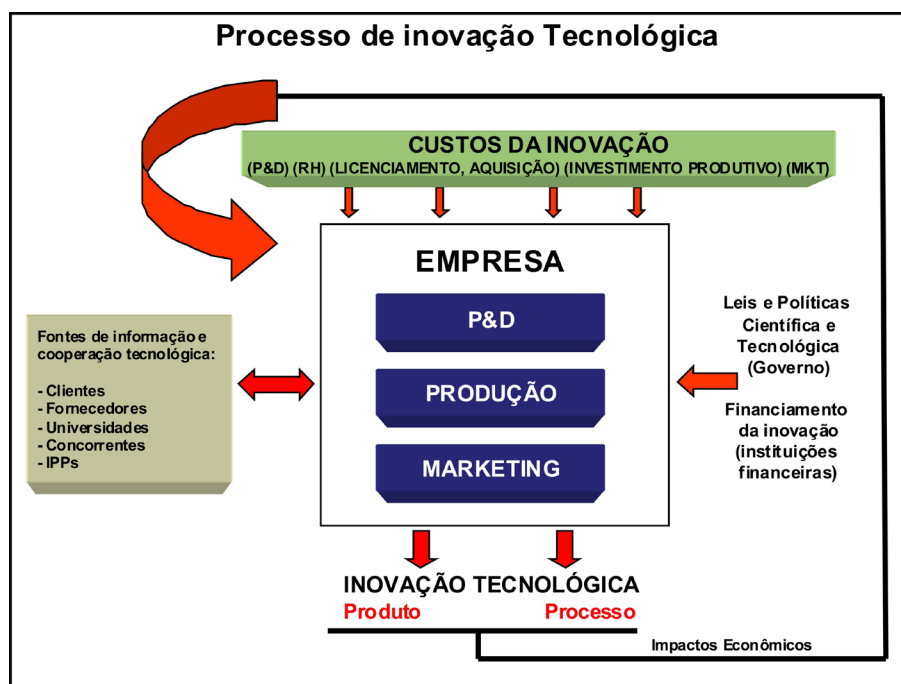 Processo de inovação Tecnológica
CUSTOS DA INOVAÇÃO
(P&D) (RH) (LICENCIAMENTO, AQUISIÇÃO) (INVESTIMENTO PRODUTIVO) (MKT)
EMPRESA
P&D
PRODUÇÃO
MARKETING
Fontes de informação e
cooperação tecnológica:
- Clientes
- Fornecedores
- Universidades
- Concorrentes
- IPPs
Leis e Políticas
Científica e
Tecnológica
(Governo)
Financiamento
da inovação
(instituições
financeiras)
INOVAÇÃO TECNOLÓGICA
Produto Processo
Impactos Econômicos